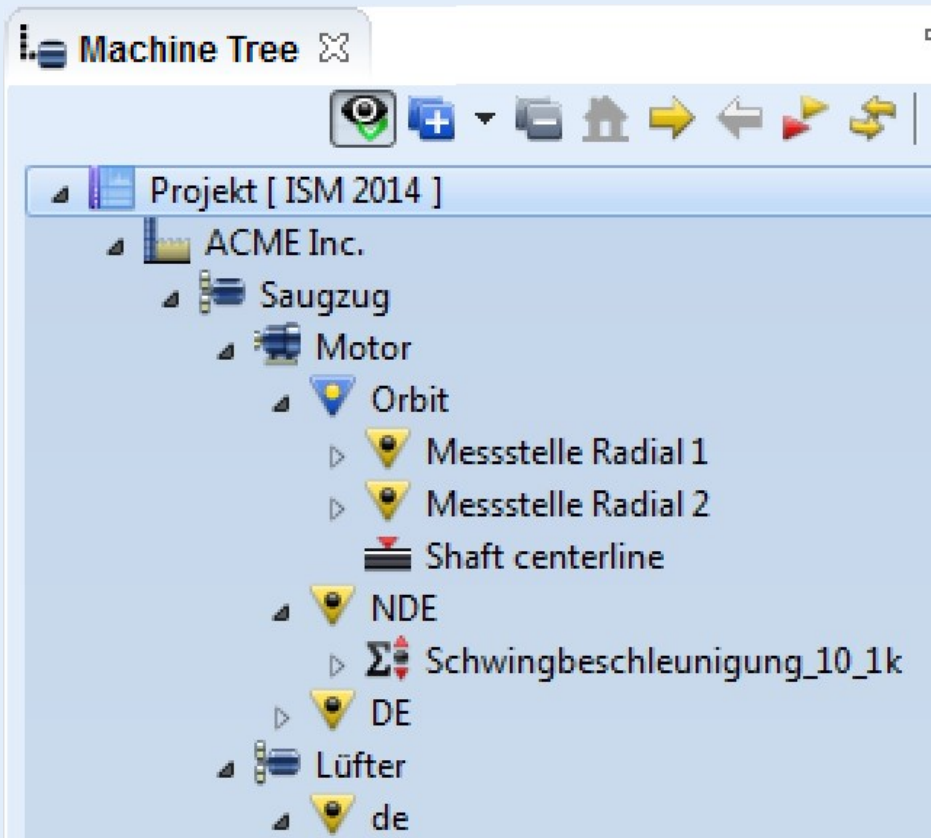 Machine Tree
Projekt [ ISM 2014 ]
ACME Inc.
Saugzug
Motor
Orbit
Messstelle Radial 1
Messstelle Radial 2
Shaft centerline
NDE
Schwingbeschleunigung_10_1k
DE
Lüfter
de